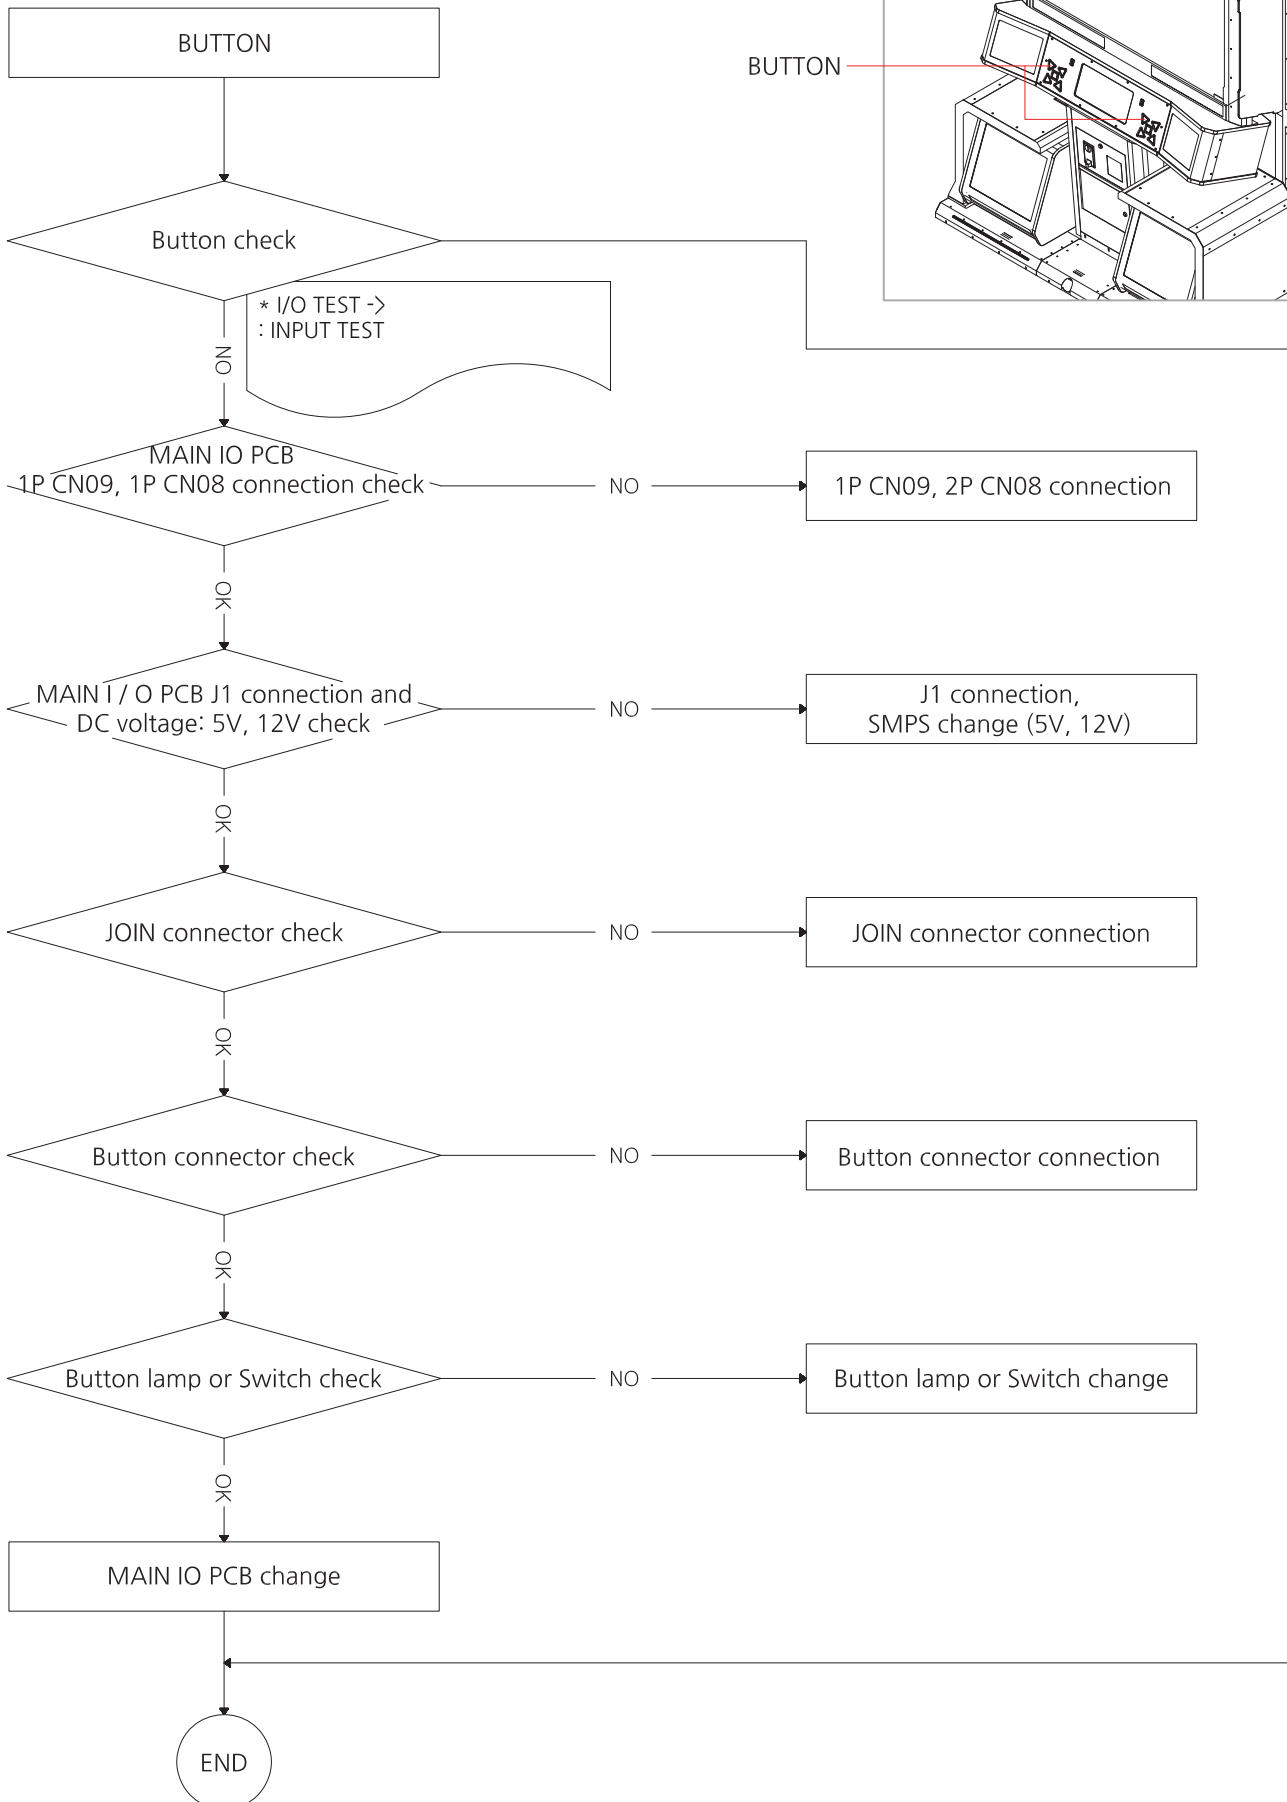 BUTTON
BUTTON
Button check
* I/O TEST ->
: INPUT TEST
NO
MAIN IO PCB
1P CN09, 1P CN08 connection check
NO
1P CN09, 2P CN08 connection
OK
MAIN I / O PCB J1 connection and
DC voltage: 5V, 12V check
NO
J1 connection,
SMPS change (5V, 12V)
OK
JOIN connector check
NO
JOIN connector connection
OK
Button connector check
NO
Button connector connection
OK
Button lamp or Switch check
NO
Button lamp or Switch change
OK
MAIN IO PCB change
END